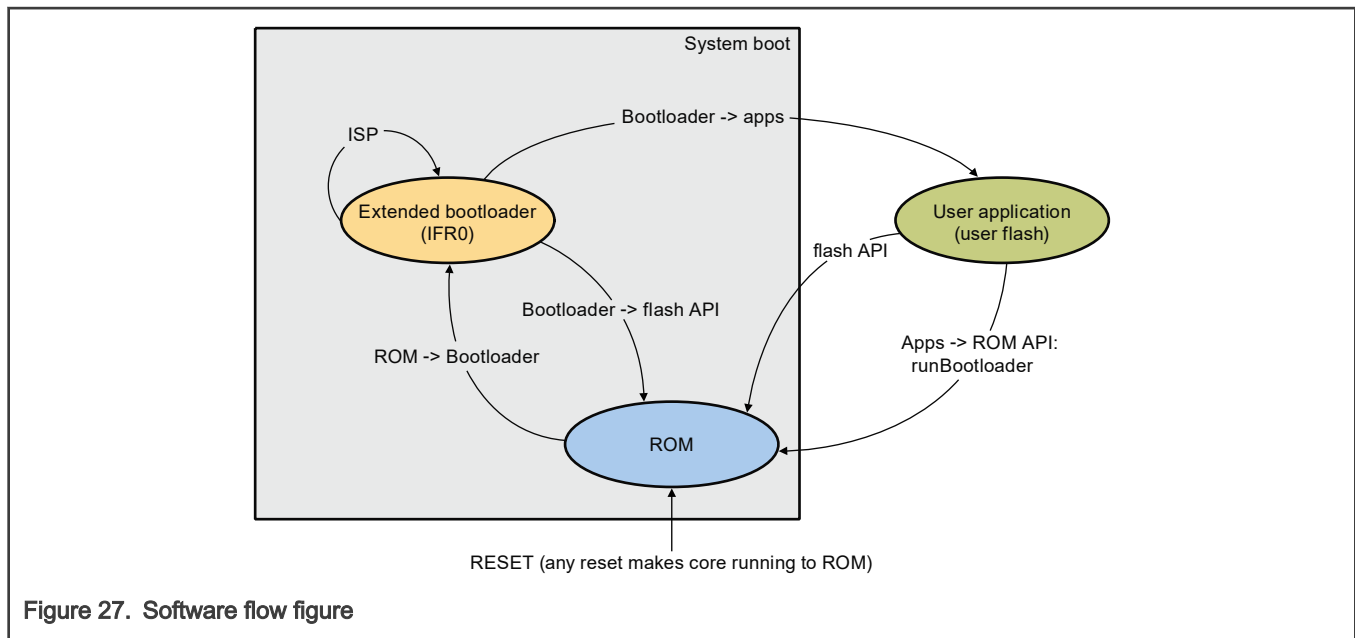 System boot
Bootloader -> apps
ISP
Extended bootloader
(IFR0)
User application
(user flash)
flash API
Bootloader -> flash API
ROM -> Bootloader
Apps -> ROM API:
runBootloader
ROM
RESET (any reset makes core running to ROM)
Figure 27. Software flow figure